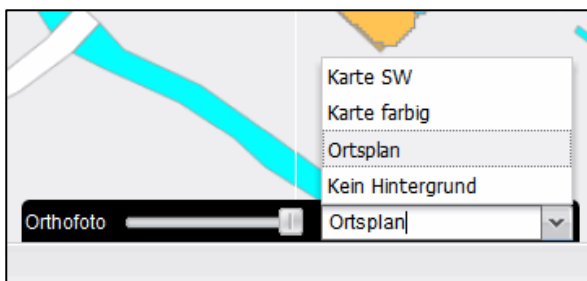 Karte SW
Karte farbig
Ortsplan
Kein Hintergrund
Orthofoto Ortsplan